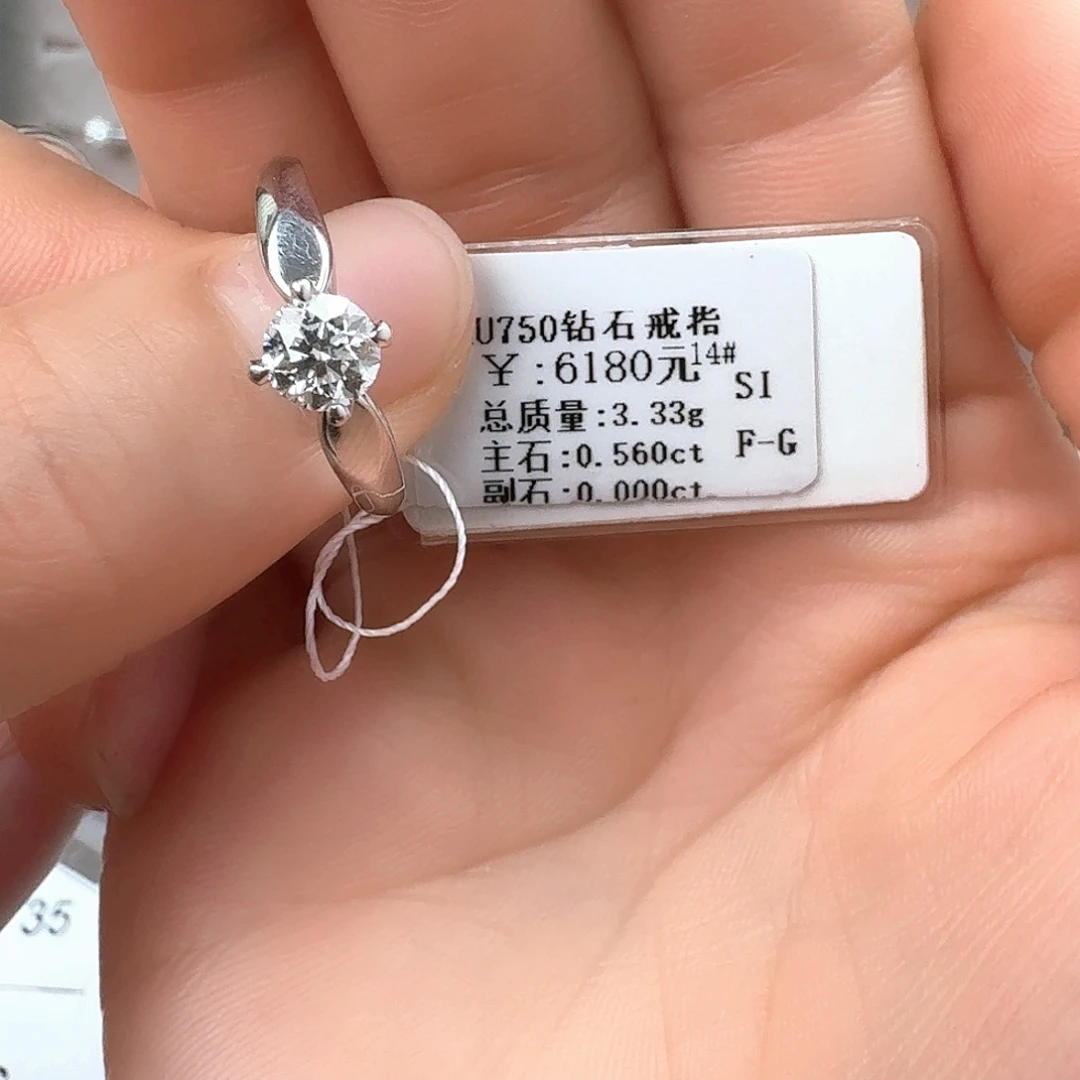 U750钻石戒指
¥:6180元14#
SI
总质量:3.33g
主石:0.560ct
F-G
副石:0.000ct
35